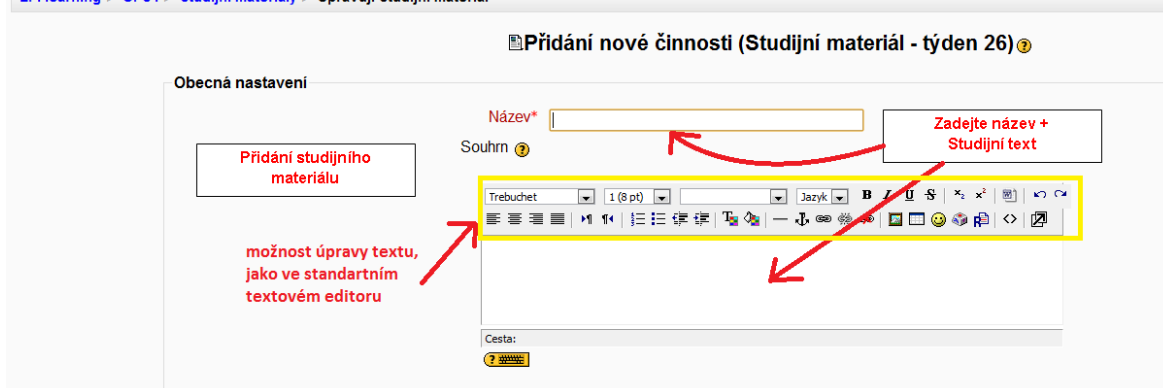 Přidání nové činnosti (Studijní materiál - týden 26)
Obecná nastavení
Název*
Souhrn
Zadejte název +
Studijní text
Přidání studijního
materiálu
Trebuchet 1 (8 pt) Jazyk B I U S
možnost úpravy textu,
jako ve standartním
textovém editoru
Cesta: